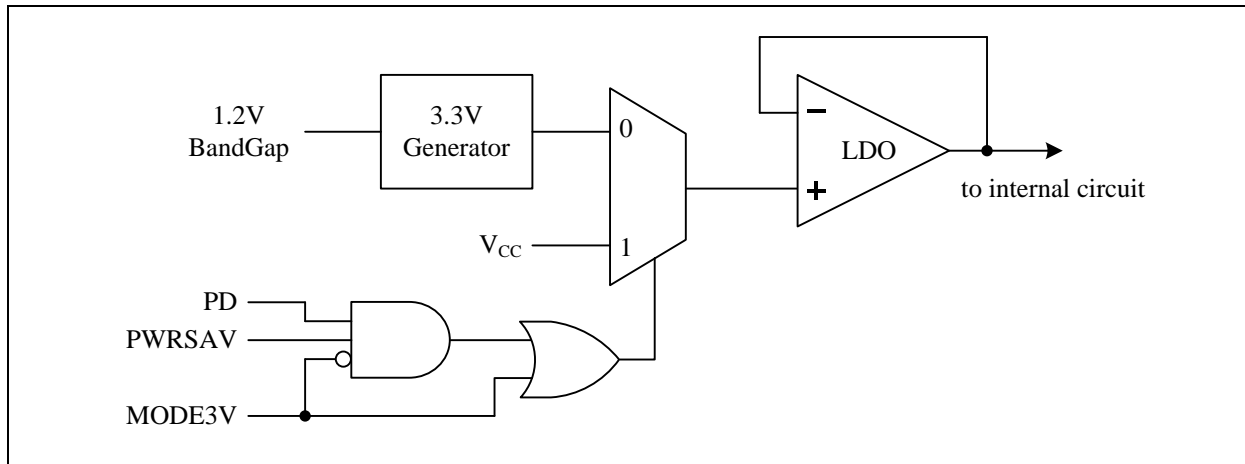 1.2V
BandGap
3.3V
Generator
0
1
VCC
LDO
to internal circuit
PD
PWRSAV
MODE3V